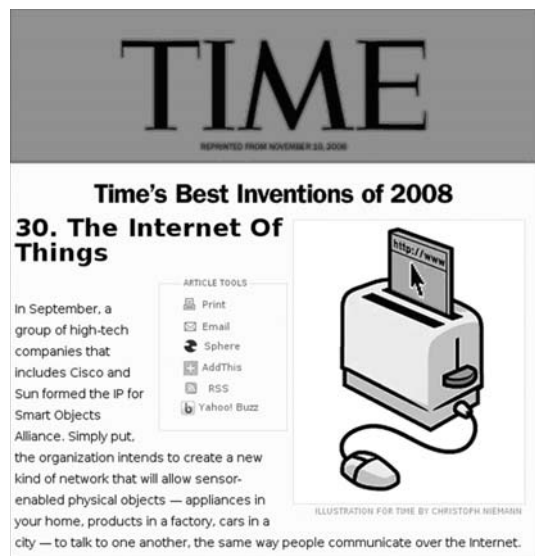 TIME
REPRINTED FROM NOVEMBER 10, 2008
Time's Best Inventions of 2008
30. The Internet Of
Things
ARTICLE TOOLS
Print
Email
Sphere
AddThis
RSS
Yahoo! Buzz
In September, a
group of high-tech
companies that
includes Cisco and
Sun formed the IP for
Smart Objects
Alliance. Simply put,
the organization intends to create a new
kind of network that will allow sensor-
enabled physical objects — appliances in
your home, products in a factory, cars in a
city — to talk to one another, the same way people communicate over the Internet.
http://www
ILLUSTRATION FOR TIME BY CHRISTOPH NIEMANN